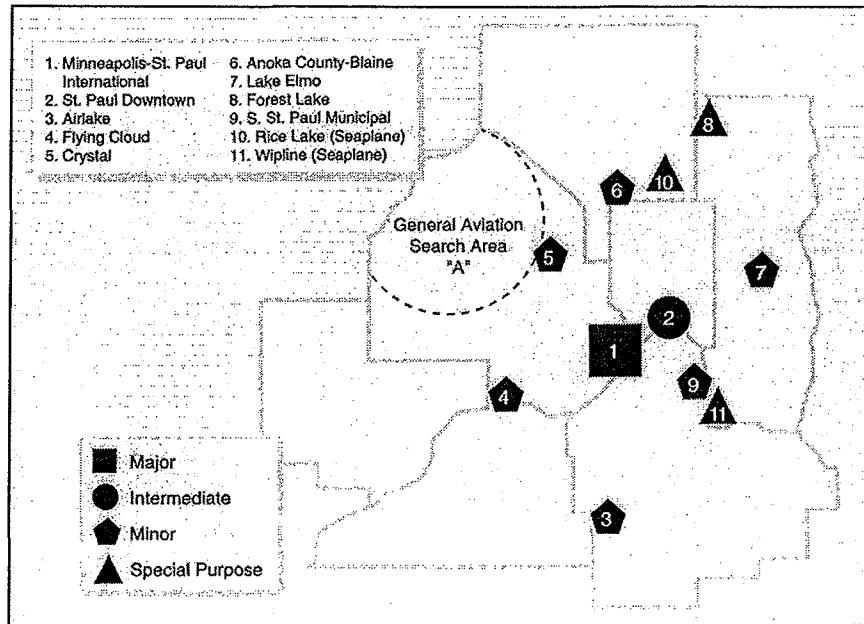 1. Minneapolis-St. Paul
International
2. St. Paul Downtown
3. Airlake
4. Flying Cloud
5. Crystal
6. Anoka County-Blaine
7. Lake Elmo
8. Forest Lake
9. S. St. Paul Municipal
10. Rice Lake (Seaplane)
11. Wipline (Seaplane)
8
10
6
General Aviation
Search Area
"A"
5
7
2
1
9
4
11
3
Major
Intermediate
Minor
Special Purpose